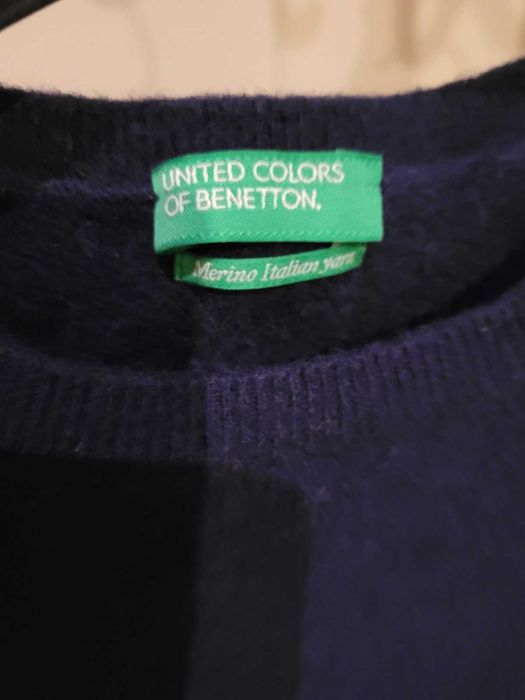 UNITED COLORS
OF BENETTON.
Merino Italian yarn